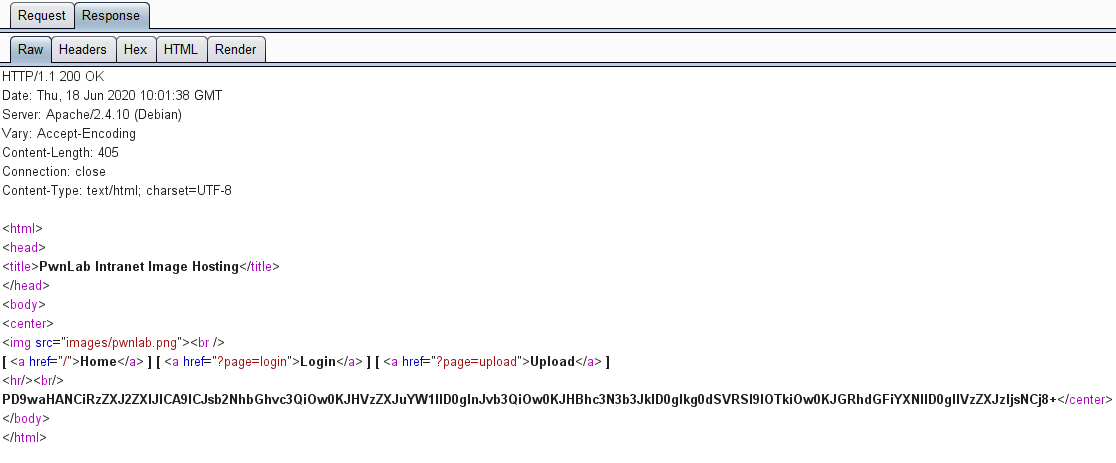 Request Response
Raw Headers Hex HTML Render
HTTP/1.1 200 OK
Date: Thu, 18 Jun 2020 10:01:38 GMT
Server: Apache/2.4.10 (Debian)
Vary: Accept-Encoding
Content-Length: 405
Connection: close
Content-Type: text/html; charset=UTF-8
<html>
<head>
<title>PwnLab Intranet Image Hosting</title>
</head>
<body>
<center>
<img src="images/pwnlab.png"><br />
[ <a href="/">Home</a> ] [ <a href="?page=login">Login</a> ] [ <a href="?page=upload">Upload</a> ]
<hr/><br/>
PD9waHANCiRzZXJ2ZXIJICA9ICJsb2NhbGhvc3QiOw0KJHVzZXJuYW1lID0gInJvb3QiOw0KJHBhc3N3b3JkID0gIkg0dSVRSl9IOTkiOw0KJGRhdGFiYXNlID0gIlVzZXJzIjsNCj8+</center>
</body>
</html>